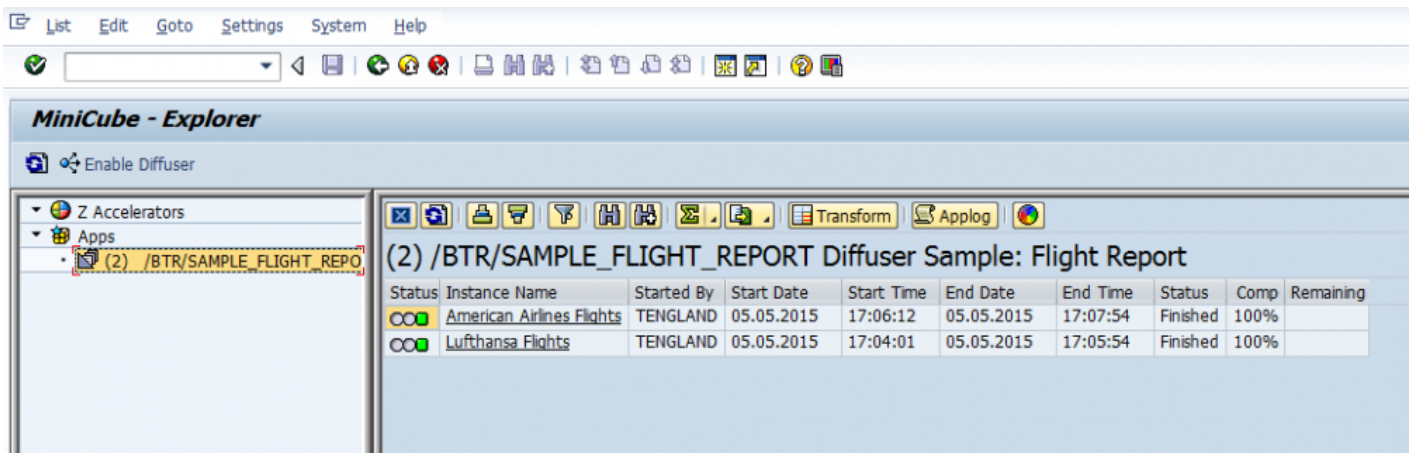 List Edit Goto Settings System Help
MiniCube - Explorer
Enable Diffuser
Z Accelerators
Apps
(2) /BTR/SAMPLE_FLIGHT_REPO
Transform Applog
(2) /BTR/SAMPLE_FLIGHT_REPORT Diffuser Sample: Flight Report
Status Instance Name Started By Start Date Start Time End Date End Time Status Comp Remaining
American Airlines Flights TENGLAND 05.05.2015 17:06:12 05.05.2015 17:07:54 Finished 100%
Lufthansa Flights TENGLAND 05.05.2015 17:04:01 05.05.2015 17:05:54 Finished 100%